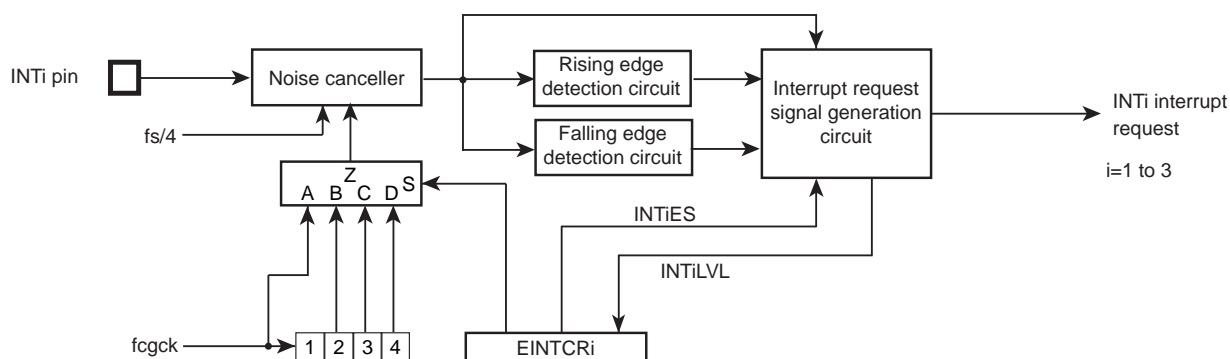 INTi pin
Noise canceller
Rising edge
detection circuit
Falling edge
detection circuit
Interrupt request
signal generation
circuit
INTi interrupt
request
i=1 to 3
fs/4
Z
S
A B C D
INTiES
INTiLVL
fcgck
1 2 3 4
EINTCRi